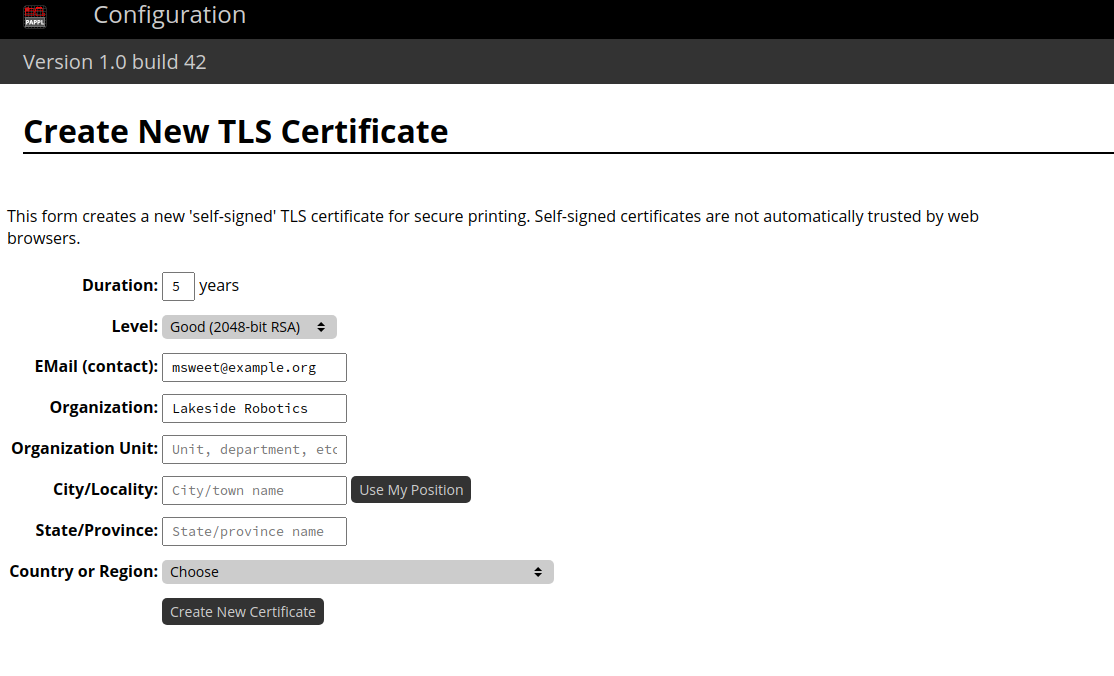 PAPPL
Configuration
Version 1.0 build 42
Create New TLS Certificate
This form creates a new 'self-signed' TLS certificate for secure printing. Self-signed certificates are not automatically trusted by web
browsers.
Duration: 5 years
Level: Good (2048-bit RSA)
EMail (contact): msweet@example.org
Organization: Lakeside Robotics
Organization Unit: Unit, department, etc
City/Locality: City/town name Use My Position
State/Province: State/province name
Country or Region: Choose
Create New Certificate